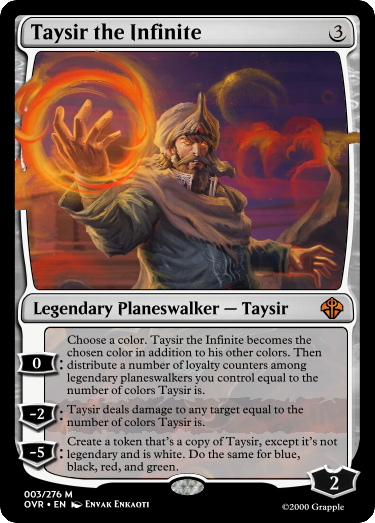 Taysir the Infinite 3
Legendary Planeswalker — Taysir
0: Choose a color. Taysir the Infinite becomes the
chosen color in addition to his other colors. Then
distribute a number of loyalty counters among
legendary planeswalkers you control equal to the
number of colors Taysir is.
-2: Taysir deals damage to any target equal to the
number of colors Taysir is.
-5: Create a token that's a copy of Taysir, except it's not
legendary and is white. Do the same for blue,
black, red, and green.
2
003/276 M
OVR • EN Envak Enkaoti
©2000 Grapple